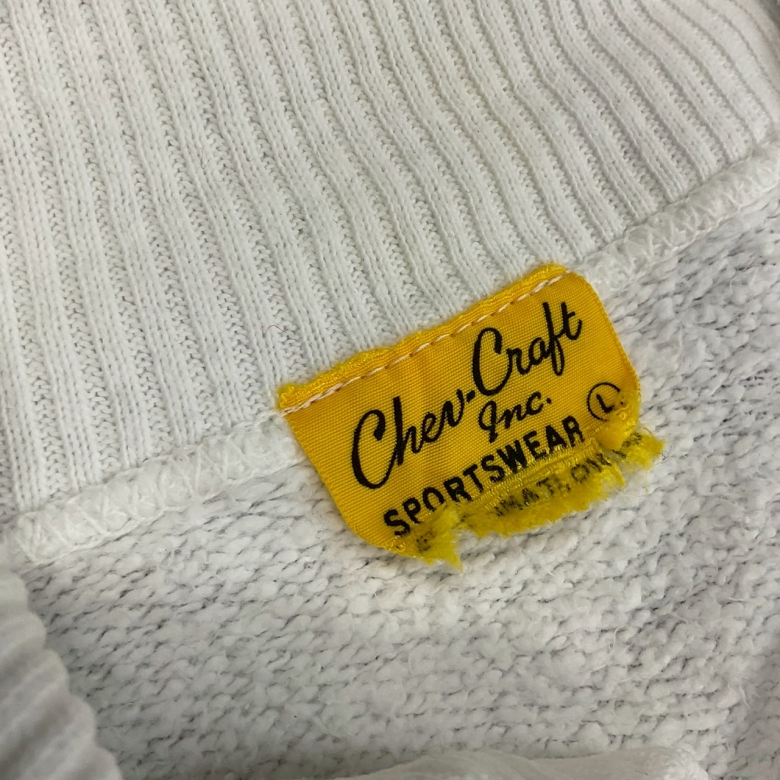 Chev-Craft
Inc.
SPORTSWEAR L